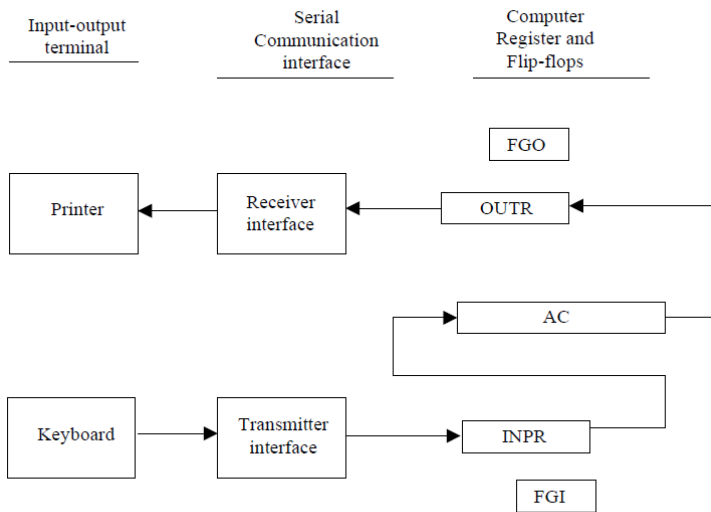 Input-output
terminal
Serial
Communication
interface
Computer
Register and
Flip-flops
FGO
Printer
Receiver
interface
OUTR
AC
Keyboard
Transmitter
interface
INPR
FGI